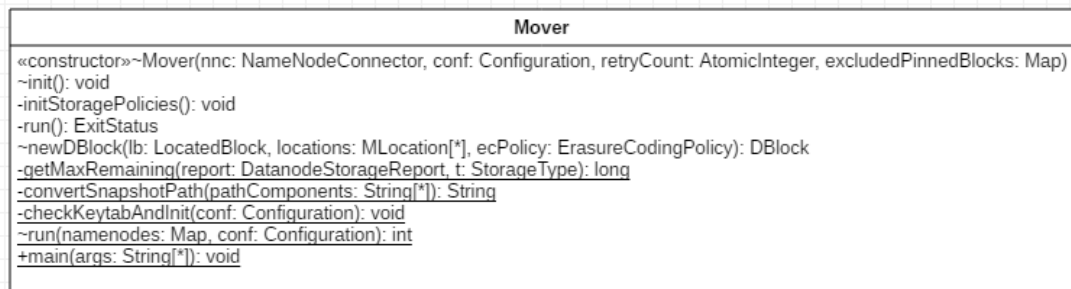 Mover
«constructor»~Mover(nnc: NameNodeConnector, conf: Configuration, retryCount: AtomicInteger, excludedPinnedBlocks: Map)
~init(): void
-initStoragePolicies(): void
-run(): ExitStatus
~newDBlock(lb: LocatedBlock, locations: MLocation[*], ecPolicy: ErasureCodingPolicy): DBlock
-getMaxRemaining(report: DatanodeStorageReport, t: StorageType): long
-convertSnapshotPath(pathComponents: String[*]): String
-checkKeytabAndInit(conf: Configuration): void
~run(namenodes: Map, conf: Configuration): int
+main(args: String[*]): void